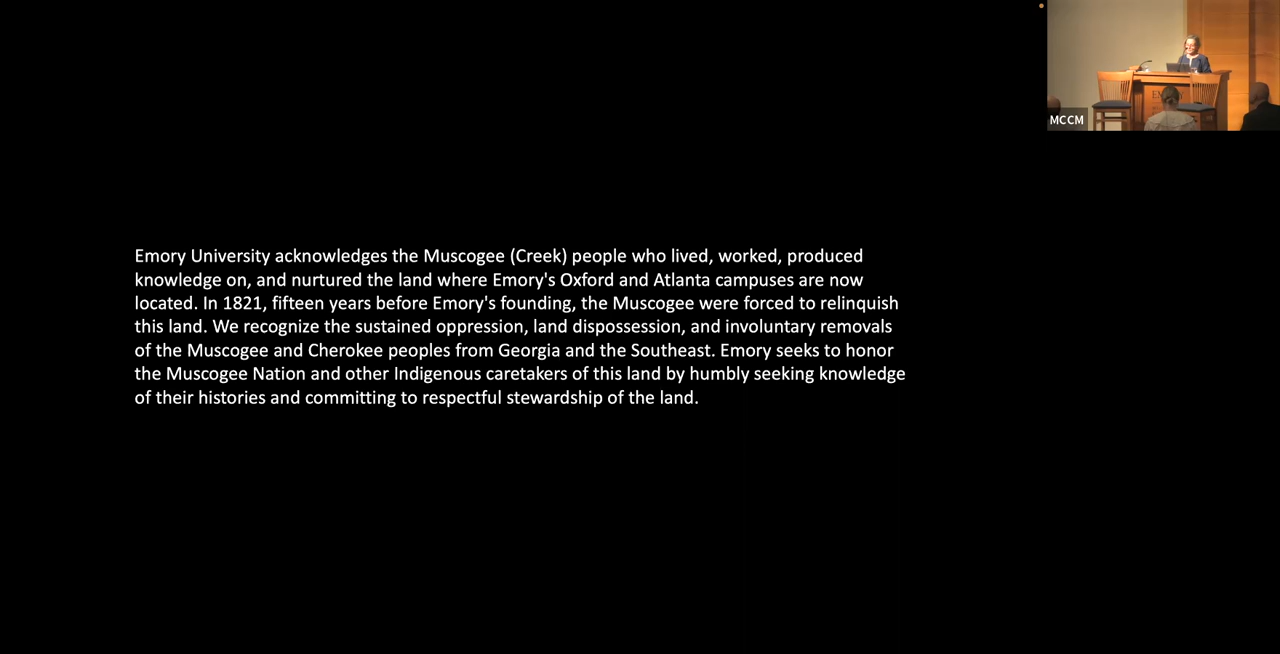 MCCM
Emory University acknowledges the Muscogee (Creek) people who lived, worked, produced
knowledge on, and nurtured the land where Emory's Oxford and Atlanta campuses are now
located. In 1821, fifteen years before Emory's founding, the Muscogee were forced to relinquish
this land. We recognize the sustained oppression, land dispossession, and involuntary removals
of the Muscogee and Cherokee peoples from Georgia and the Southeast. Emory seeks to honor
the Muscogee Nation and other Indigenous caretakers of this land by humbly seeking knowledge
of their histories and committing to respectful stewardship of the land.